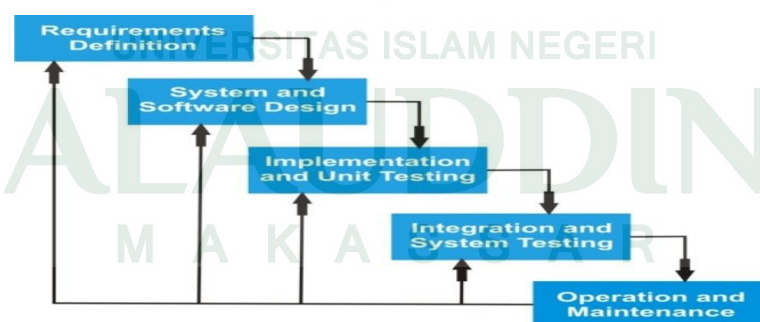 Requirements
Definition
UNIVERSITAS ISLAM NEGERI
System and
Software Design
ALAUDDIN
Implementation
and Unit Testing
Integration and
System Testing
MAKASSAR
Operation and
Maintenance